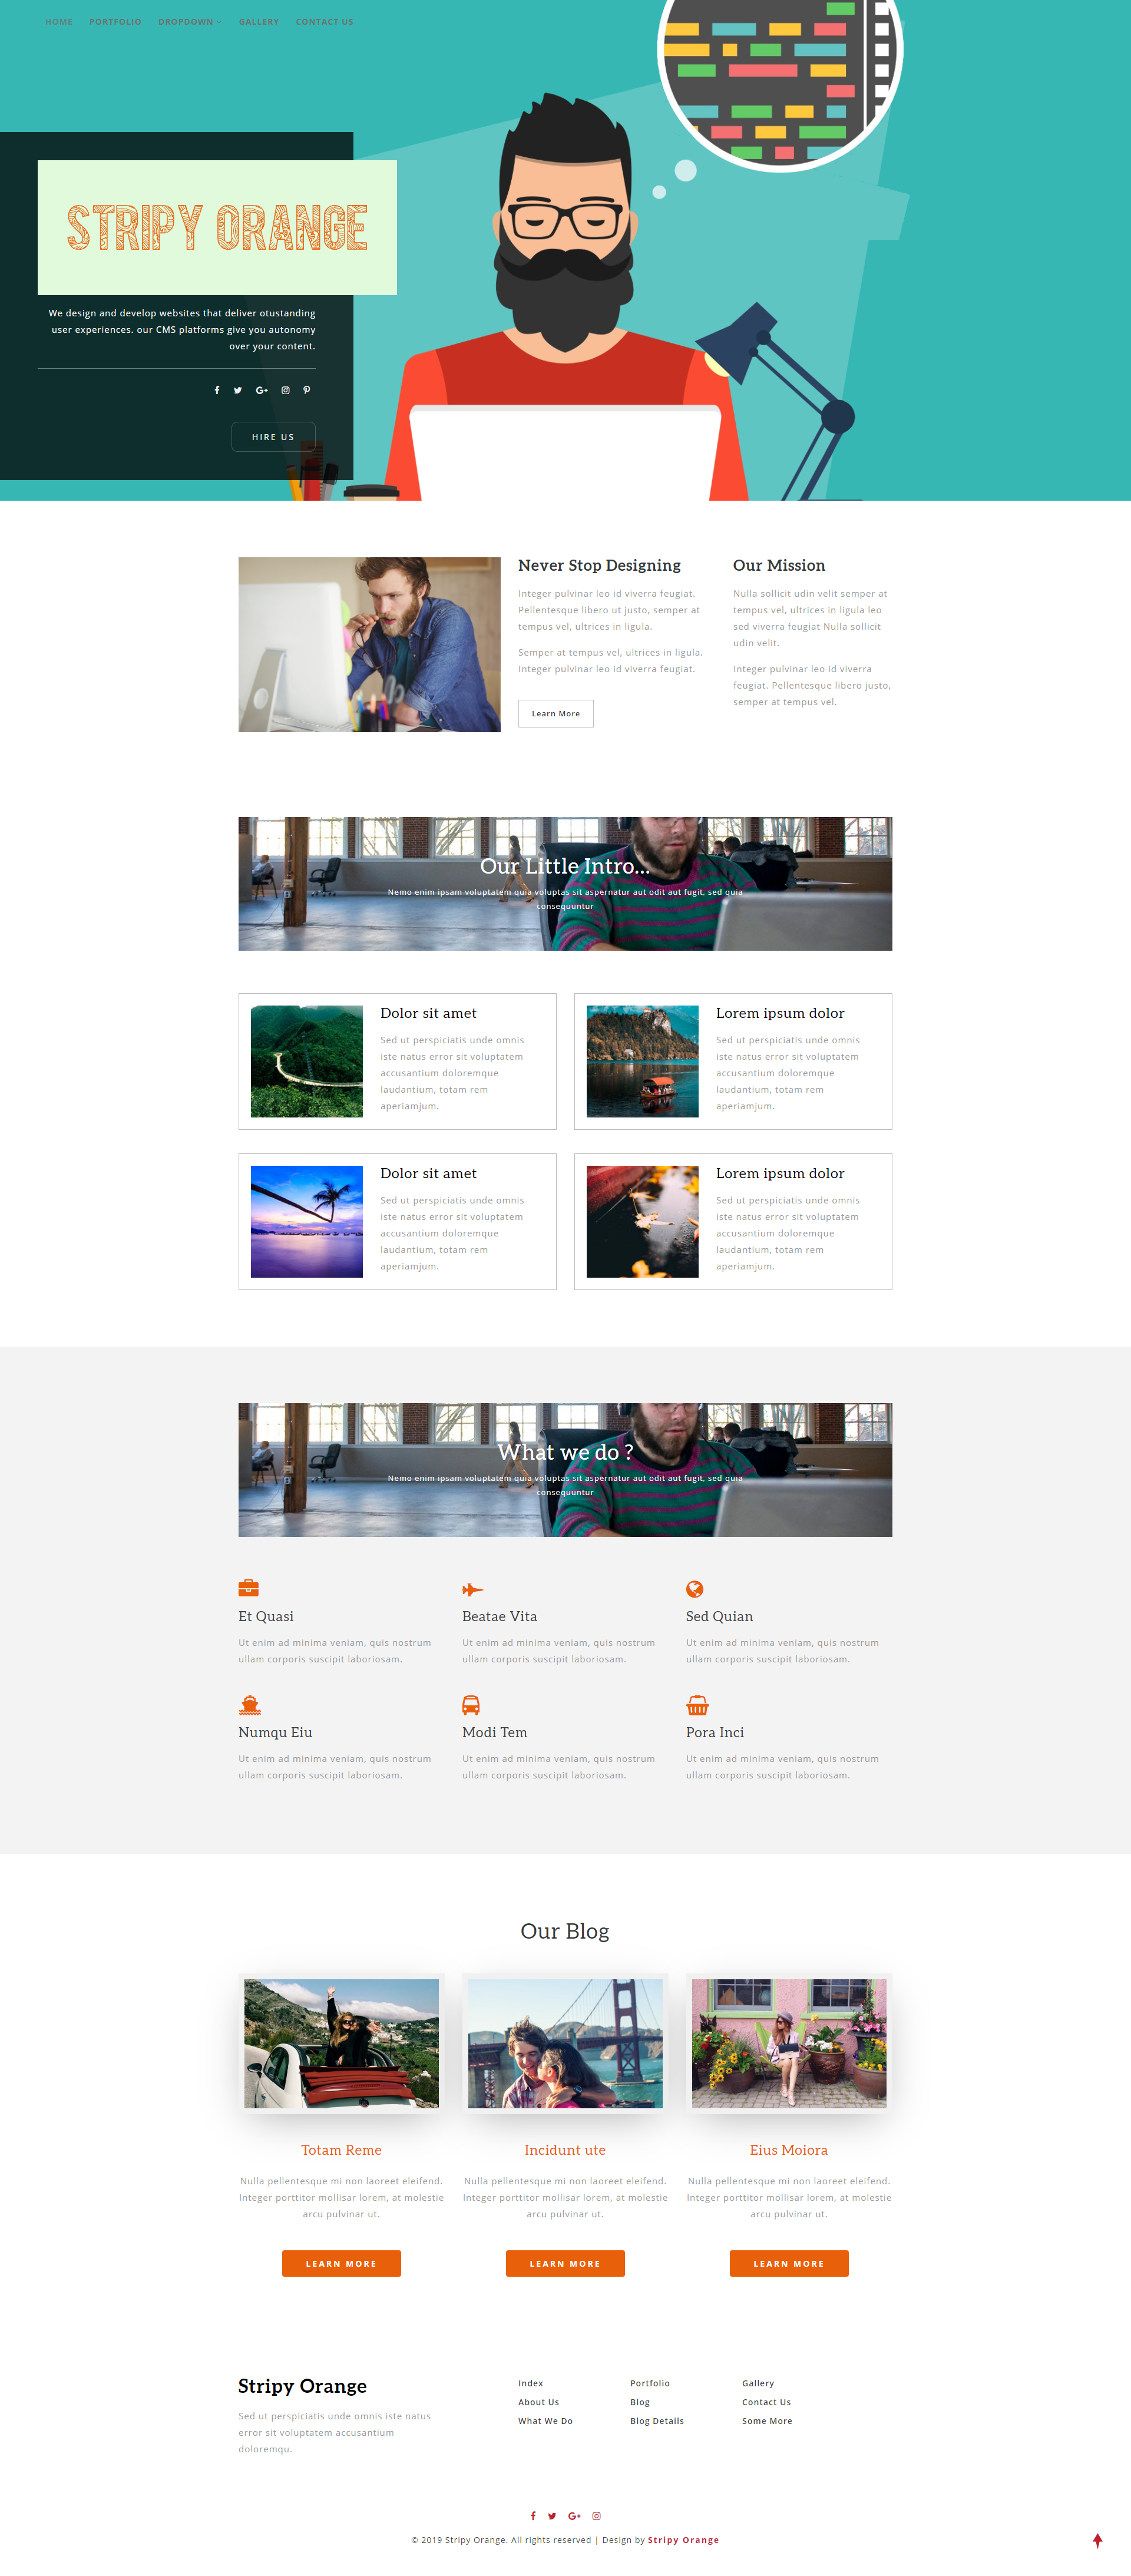 HOME PORTFOLIO DROPDOWN GALLERY CONTACT US
STRIPY ORANGE
We design and develop websites that deliver otustanding
user experiences. our CMS platforms give you autonomy
over your content.
HIRE US
Never Stop Designing
Integer pulvinar leo id viverra feugiat.
Pellentesque libero ut justo, semper at
tempus vel, ultrices in ligula.
Semper at tempus vel, ultrices in ligula.
Integer pulvinar leo id viverra feugiat.
Learn More
Our Mission
Nulla sollicit udin velit semper at
tempus vel, ultrices in ligula leo
sed viverra feugiat Nulla sollicit
udin velit.
Integer pulvinar leo id viverra
feugiat. Pellentesque libero justo,
semper at tempus vel.
Our Little Intro...
Nemo enim ipsam voluptatem quia voluptas sit aspernatur aut odit aut fugit, sed quia
consequuntur
Dolor sit amet
Sed ut perspiciatis unde omnis
iste natus error sit voluptatem
accusantium doloremque
laudantium, totam rem
aperiamjum.
Lorem ipsum dolor
Sed ut perspiciatis unde omnis
iste natus error sit voluptatem
accusantium doloremque
laudantium, totam rem
aperiamjum.
Dolor sit amet
Sed ut perspiciatis unde omnis
iste natus error sit voluptatem
accusantium doloremque
laudantium, totam rem
aperiamjum.
Lorem ipsum dolor
Sed ut perspiciatis unde omnis
iste natus error sit voluptatem
accusantium doloremque
laudantium, totam rem
aperiamjum.
What we do ?
Nemo enim ipsam voluptatem quia voluptas sit aspernatur aut odit aut fugit, sed quia
consequuntur
Et Quasi
Ut enim ad minima veniam, quis nostrum
ullam corporis suscipit laboriosam.
Beatae Vita
Ut enim ad minima veniam, quis nostrum
ullam corporis suscipit laboriosam.
Sed Quian
Ut enim ad minima veniam, quis nostrum
ullam corporis suscipit laboriosam.
Numqu Eiu
Ut enim ad minima veniam, quis nostrum
ullam corporis suscipit laboriosam.
Modi Tem
Ut enim ad minima veniam, quis nostrum
ullam corporis suscipit laboriosam.
Pora Inci
Ut enim ad minima veniam, quis nostrum
ullam corporis suscipit laboriosam.
Our Blog
Totam Reme
Nulla pellentesque mi non laoreet eleifend.
Integer porttitor mollisar lorem, at molestie
arcu pulvinar ut.
LEARN MORE
Incidunt ute
Nulla pellentesque mi non laoreet eleifend.
Integer porttitor mollisar lorem, at molestie
arcu pulvinar ut.
LEARN MORE
Eius Moiora
Nulla pellentesque mi non laoreet eleifend.
Integer porttitor mollisar lorem, at molestie
arcu pulvinar ut.
LEARN MORE
Stripy Orange
Sed ut perspiciatis unde omnis iste natus
error sit voluptatem accusantium
doloremqu.
Index
About Us
What We Do
Portfolio
Blog
Blog Details
Gallery
Contact Us
Some More
© 2019 Stripy Orange. All rights reserved | Design by Stripy Orange